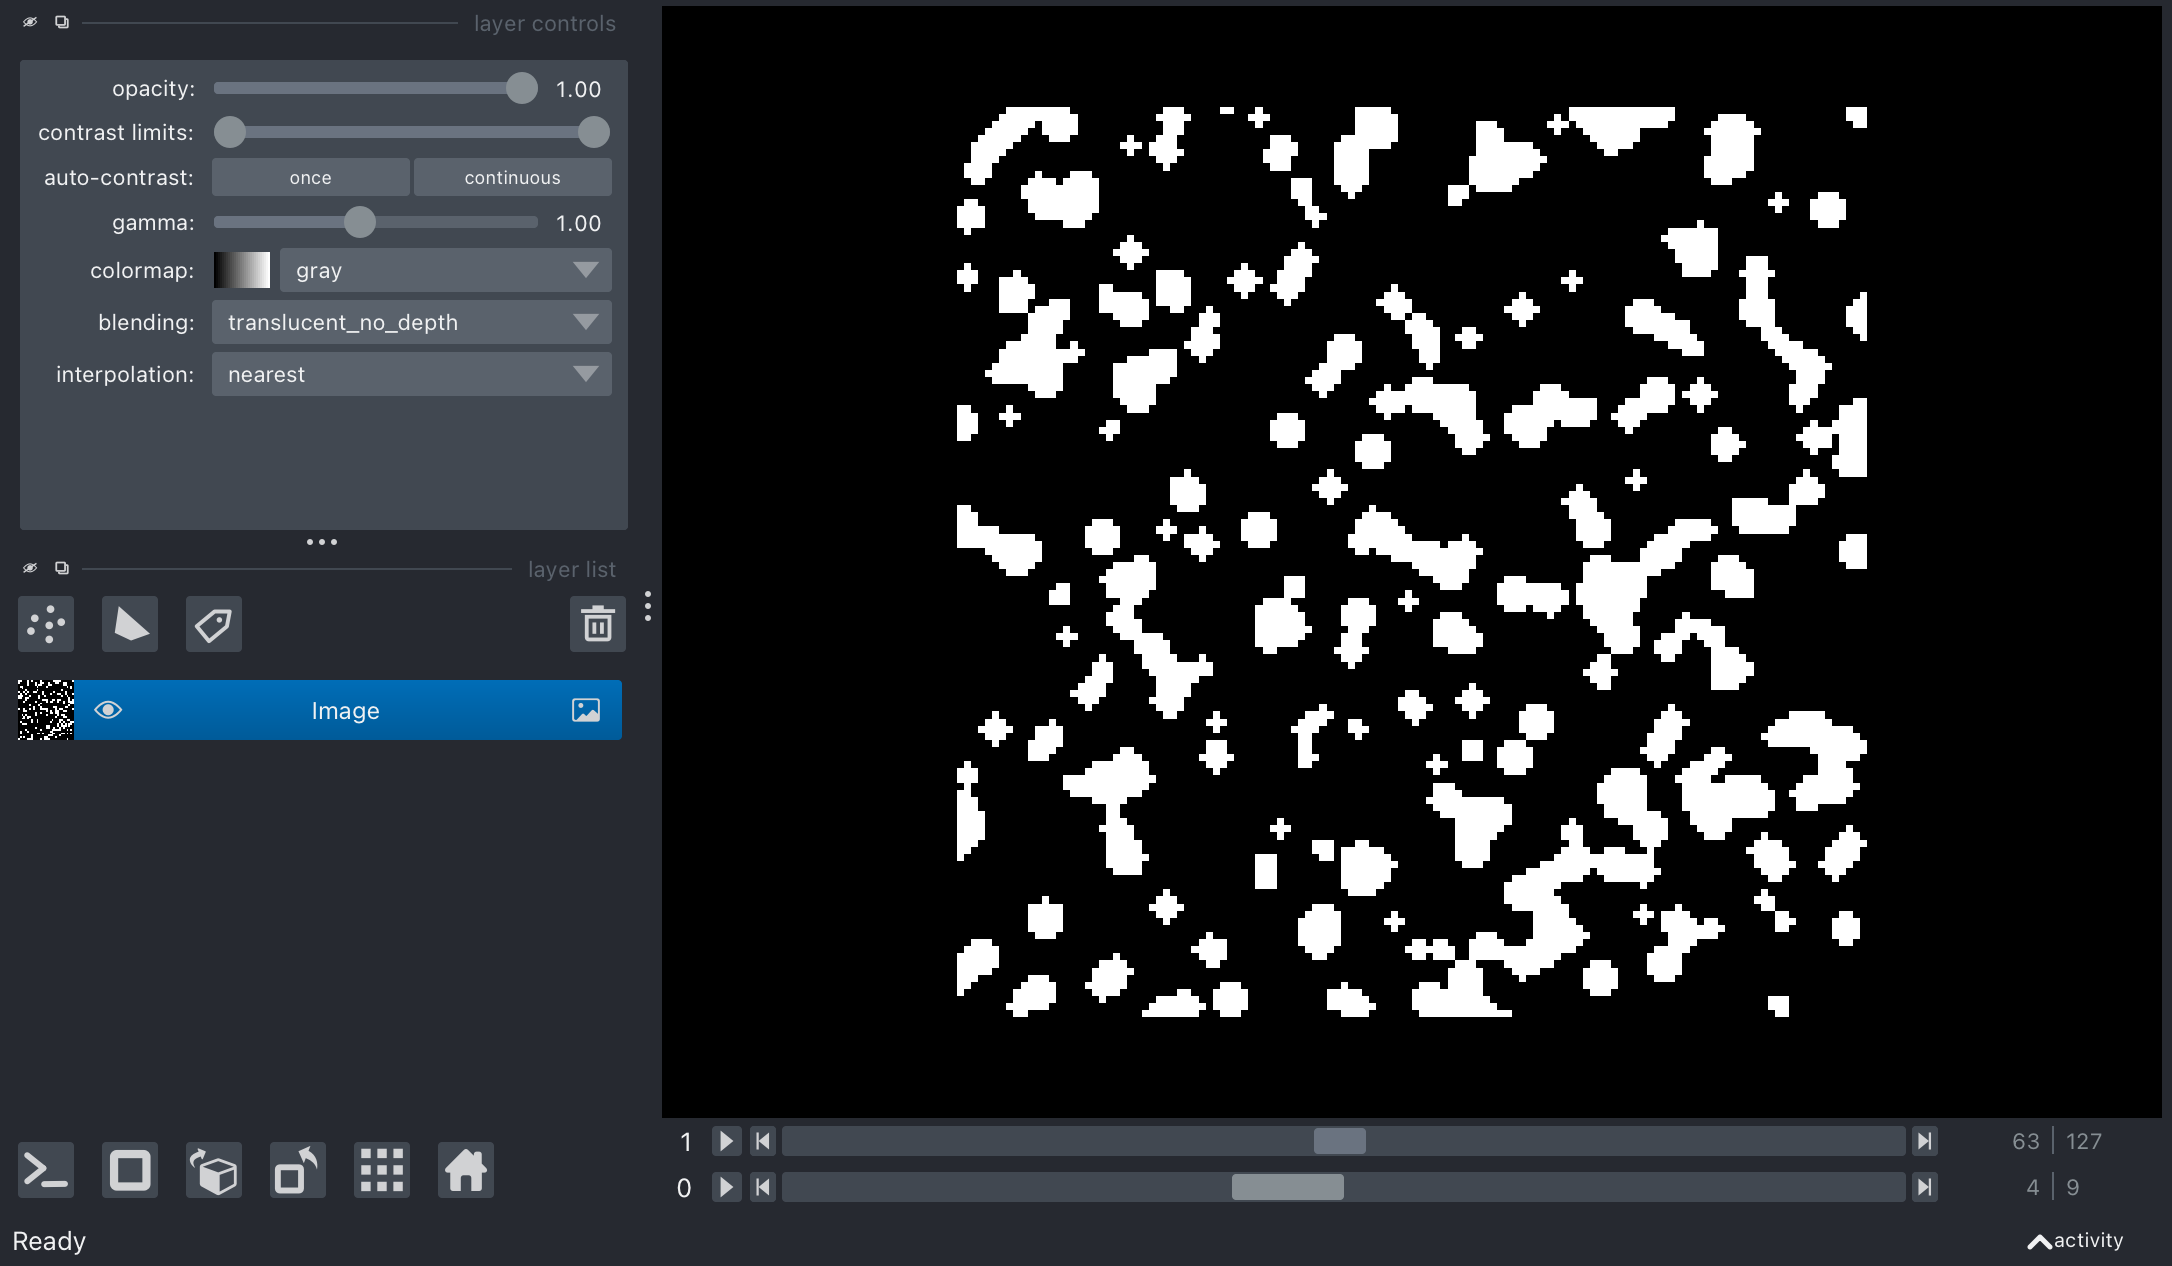 layer controls
opacity: 1.00
contrast limits:
auto-contrast: once continuous
gamma: 1.00
colormap: gray
blending: translucent_no_depth
interpolation: nearest
layer list
Image
1 63 127
0 4 9
Ready activity